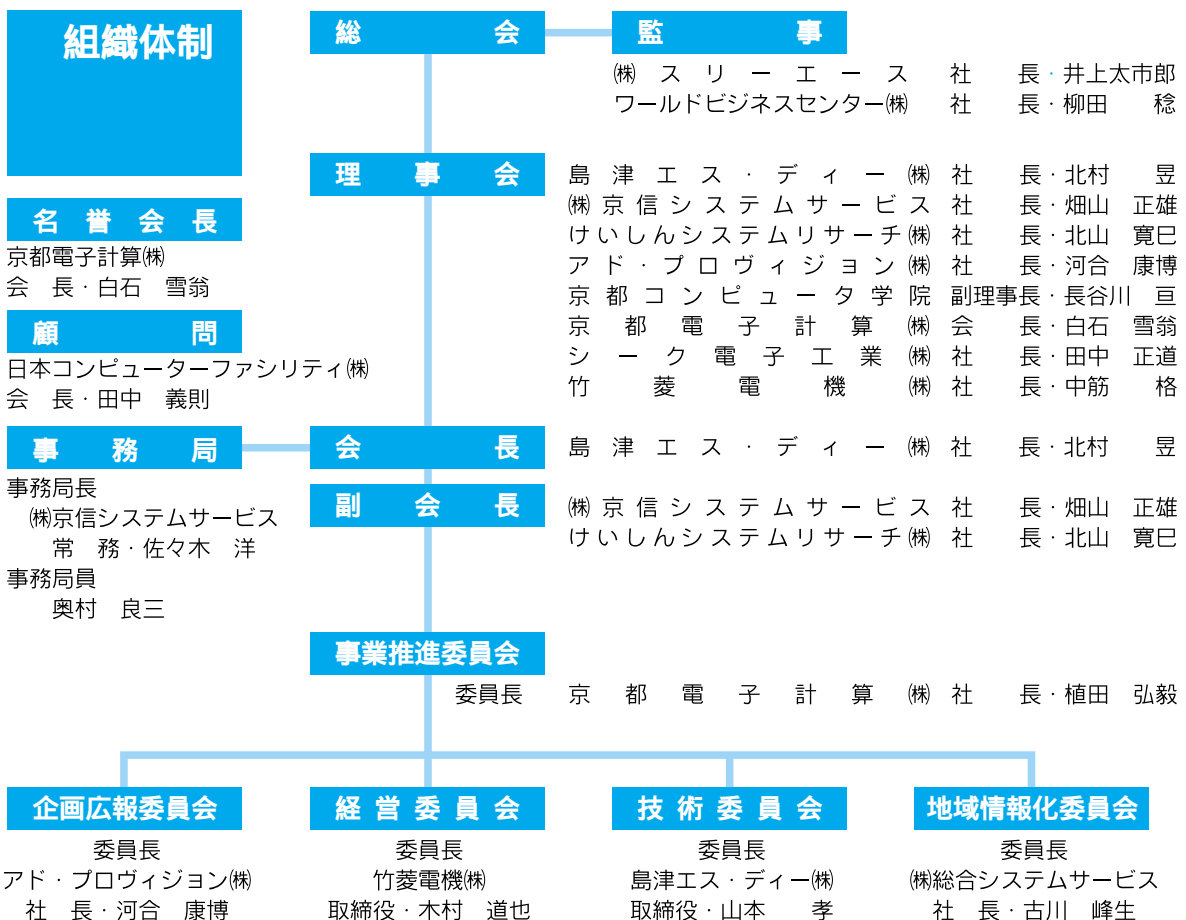 組織体制
総会
監事
㈱スリーエース 社長・井上太市郎
ワールドビジネスセンター㈱ 社長・柳田 稔
理事会
島津エス・ディー㈱ 社長・北村 昱
㈱京信システムサービス 社長・畑山 正雄
けいしんシステムリサーチ㈱ 社長・北山 寛巳
アド・プロヴィジョン㈱ 社長・河合 康博
京都コンピュータ学院 副理事長・長谷川 亘
京都電子計算㈱ 会長・白石 雪翁
シーク電子工業㈱ 社長・田中 正道
竹菱電機㈱ 社長・中筋 格
名誉会長
京都電子計算㈱
会 長・白石 雪翁
顧問
日本コンピューターファシリティ㈱
会 長・田中 義則
事務局
事務局長
㈱京信システムサービス
常 務・佐々木 洋
事務局員
奥村 良三
会長
島津エス・ディー㈱ 社長・北村 昱
副会長
㈱京信システムサービス 社長・畑山 正雄
けいしんシステムリサーチ㈱ 社長・北山 寛巳
事業推進委員会
委員長 京都電子計算㈱ 社長・植田 弘毅
企画広報委員会
委員長
アド・プロヴィジョン㈱
社 長・河合 康博
経営委員会
委員長
竹菱電機㈱
取締役・木村 道也
技術委員会
委員長
島津エス・ディー㈱
取締役・山本 孝
地域情報化委員会
委員長
㈱総合システムサービス
社 長・古川 峰生